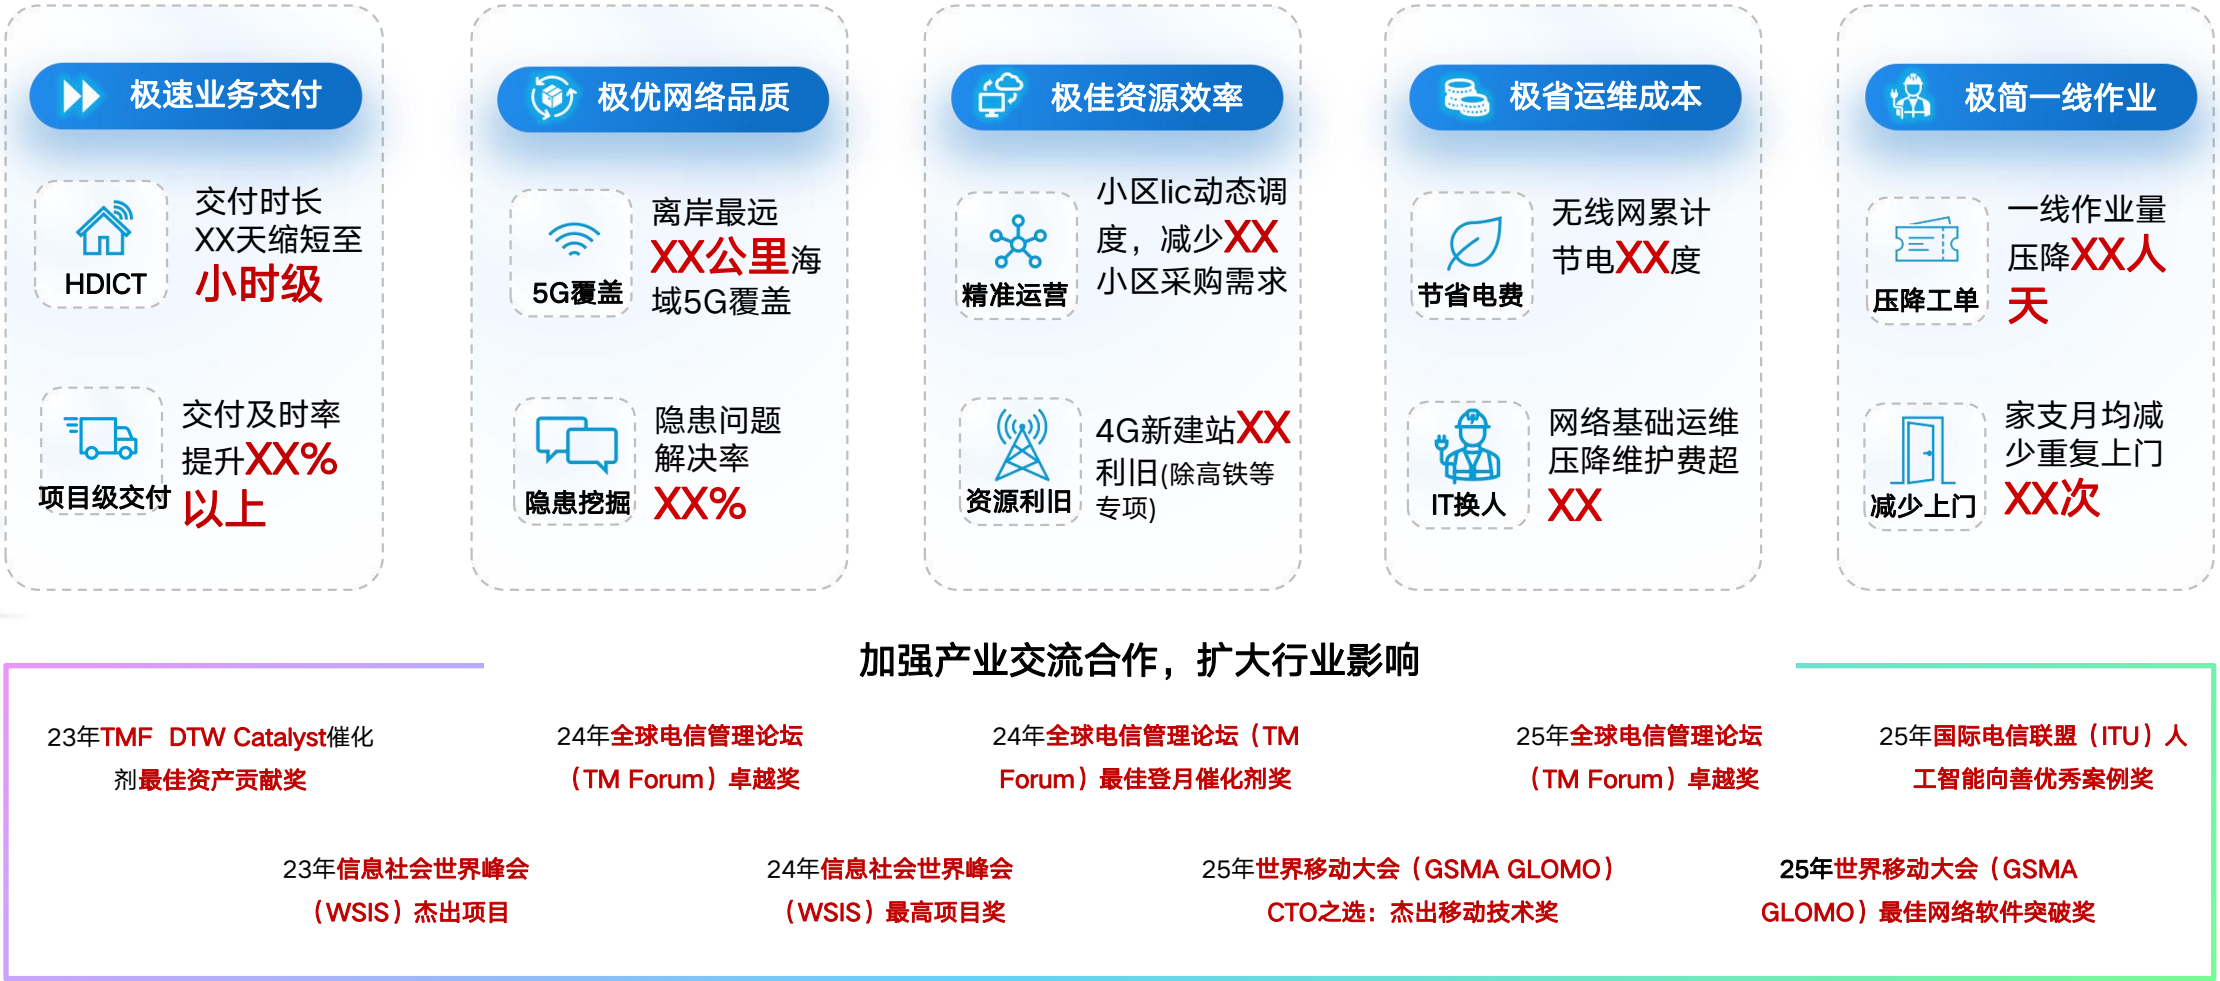 极速业务交付
HDICT
交付时长
XX天缩短至
小时级
项目级交付
交付及时率
提升XX%
以上
极优网络品质
5G覆盖
离岸最远
XX公里海
域5G覆盖
隐患挖掘
隐患问题
解决率
XX%
极佳资源效率
精准运营
小区lic动态调
度，减少XX
小区采购需求
资源利旧
4G新建站XX
利旧(除高铁等
专项)
极省运维成本
节省电费
无线网累计
节电XX度
IT换人
网络基础运维
压降维护费超
XX
极简一线作业
压降工单
一线作业量
压降XX人
天
减少上门
家支月均减
少重复上门
XX次
加强产业交流合作，扩大行业影响
23年TMF  DTW Catalyst催化
剂最佳资产贡献奖
24年全球电信管理论坛
（TM Forum）卓越奖
24年全球电信管理论坛（TM
Forum）最佳登月催化剂奖
25年全球电信管理论坛
（TM Forum）卓越奖
25年国际电信联盟（ITU）人
工智能向善优秀案例奖
23年信息社会世界峰会
（WSIS）杰出项目
24年信息社会世界峰会
（WSIS）最高项目奖
25年世界移动大会（GSMA GLOMO）
CTO之选：杰出移动技术奖
25年世界移动大会（GSMA
GLOMO）最佳网络软件突破奖